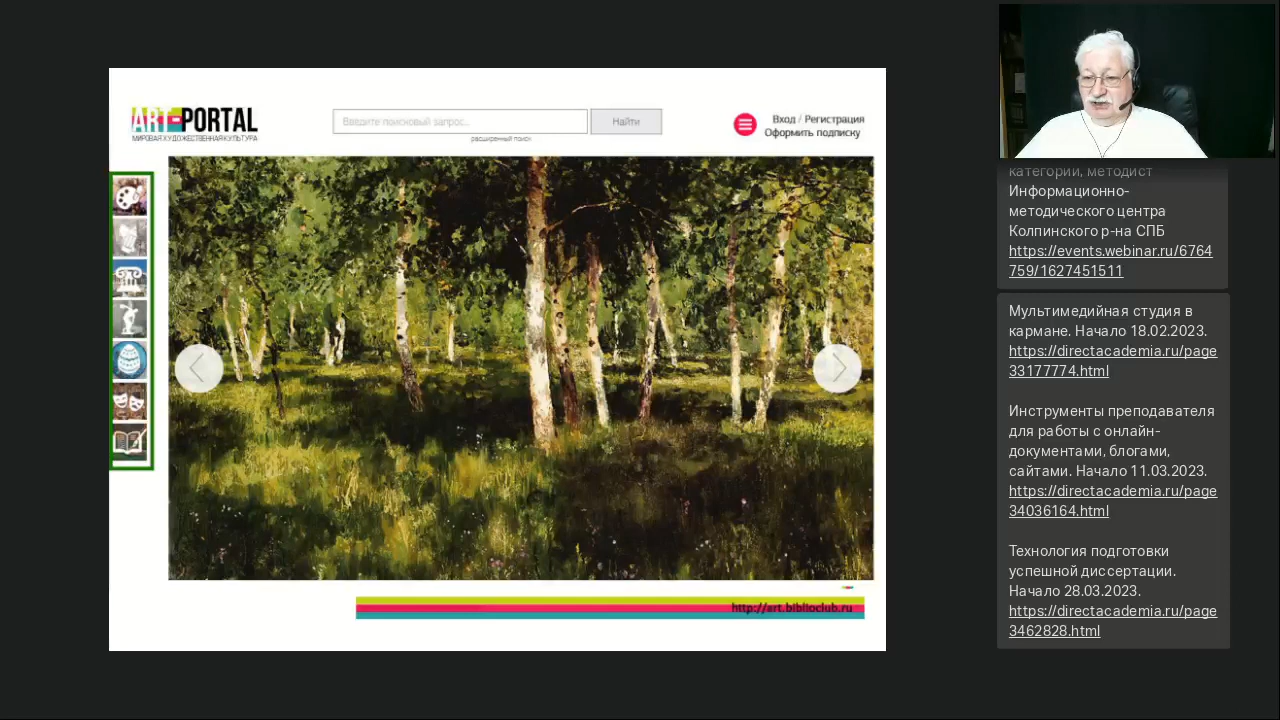 ART-PORTAL
МИРОВАЯ ХУДОЖЕСТВЕННАЯ КУЛЬТУРА
Введите поисковый запрос...
Найти
расширенный поиск
Вход / Регистрация
Оформить подписку
http://art.biblioclub.ru
категории, методист
Информационно-
методического центра
Колпинского р-на СПБ
https://events.webinar.ru/6764
759/1627451511
Мультимедийная студия в
кармане. Начало 18.02.2023.
https://directacademia.ru/page
33177774.html
Инструменты преподавателя
для работы с онлайн-
документами, блогами,
сайтами. Начало 11.03.2023.
https://directacademia.ru/page
34036164.html
Технология подготовки
успешной диссертации.
Начало 28.03.2023.
https://directacademia.ru/page
3462828.html